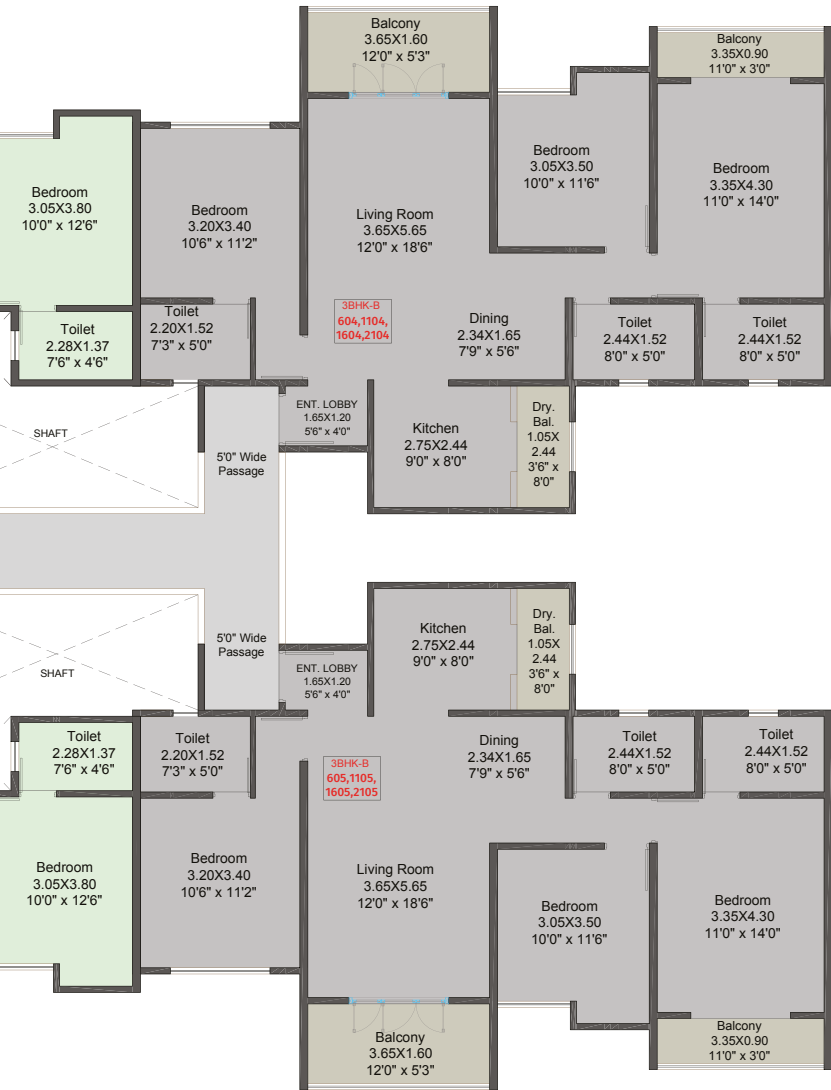 Balcony
3.65X1.60
12'0" x 5'3"
Balcony
3.35X0.90
11'0" x 3'0"
Bedroom
3.05X3.80
10'0" x 12'6"
Bedroom
3.20X3.40
10'6" x 11'2"
Living Room
3.65X5.65
12'0" x 18'6"
Bedroom
3.05X3.50
10'0" x 11'6"
Bedroom
3.35X4.30
11'0" x 14'0"
3BHK-B
604,1104,
1604,2104
Toilet
2.28X1.37
7'6" x 4'6"
Toilet
2.20X1.52
7'3" x 5'0"
Dining
2.34X1.65
7'9" x 5'6"
Toilet
2.44X1.52
8'0" x 5'0"
Toilet
2.44X1.52
8'0" x 5'0"
SHAFT
5'0" Wide
Passage
ENT. LOBBY
1.65X1.20
5'6" x 4'0"
Kitchen
2.75X2.44
9'0" x 8'0"
Dry.
Bal.
1.05X
2.44
3'6" x
8'0"
SHAFT
5'0" Wide
Passage
ENT. LOBBY
1.65X1.20
5'6" x 4'0"
Kitchen
2.75X2.44
9'0" x 8'0"
Dry.
Bal.
1.05X
2.44
3'6" x
8'0"
Toilet
2.28X1.37
7'6" x 4'6"
Toilet
2.20X1.52
7'3" x 5'0"
3BHK-B
605,1105,
1605,2105
Dining
2.34X1.65
7'9" x 5'6"
Toilet
2.44X1.52
8'0" x 5'0"
Toilet
2.44X1.52
8'0" x 5'0"
Bedroom
3.05X3.80
10'0" x 12'6"
Bedroom
3.20X3.40
10'6" x 11'2"
Living Room
3.65X5.65
12'0" x 18'6"
Bedroom
3.05X3.50
10'0" x 11'6"
Bedroom
3.35X4.30
11'0" x 14'0"
Balcony
3.65X1.60
12'0" x 5'3"
Balcony
3.35X0.90
11'0" x 3'0"